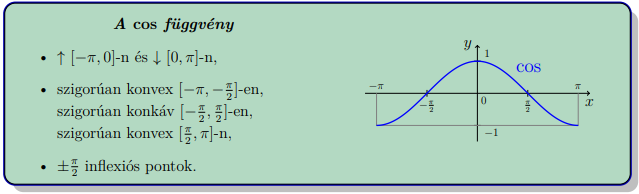 A cos függvény
• ↑ [−π, 0]-n és ↓ [0, π]-n,
• szigorúan konvex [−π, −π/2]-en,
szigorúan konkáv [−π/2, π/2]-en,
szigorúan konvex [π/2, π]-n,
• ±π/2 inflexiós pontok.
y
1
cos
−π
π
−π/2
0
π/2
x
−1